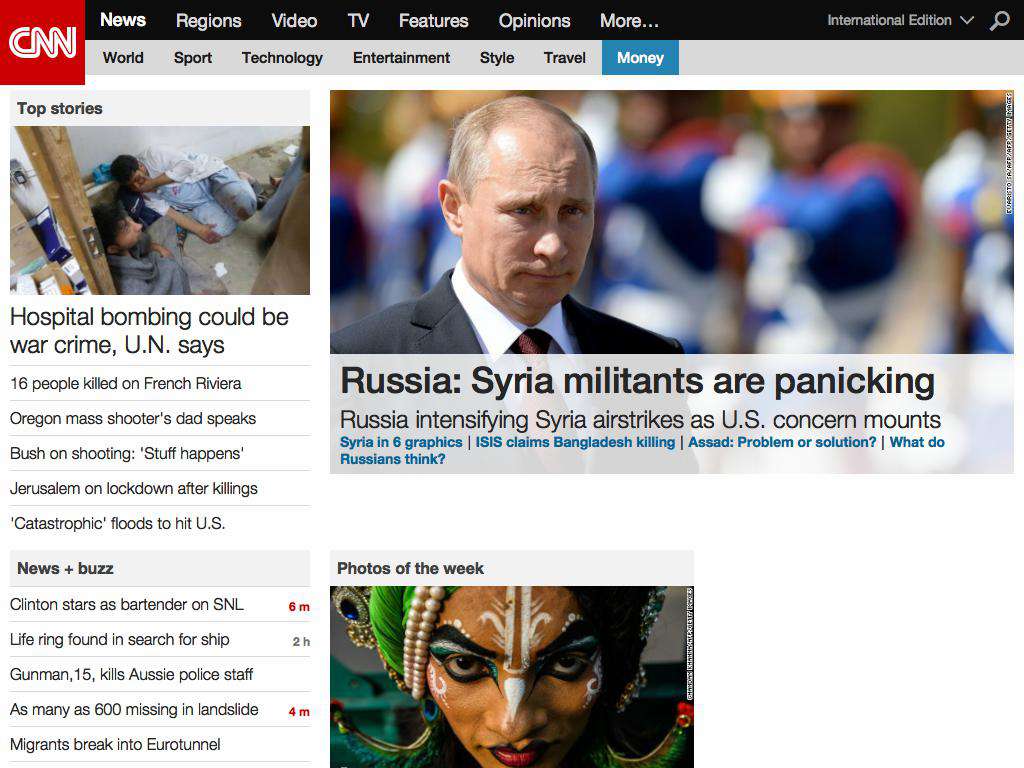 CNN
News Regions Video TV Features Opinions More...
International Edition
World Sport Technology Entertainment Style Travel Money
Top stories
Hospital bombing could be
war crime, U.N. says
16 people killed on French Riviera
Oregon mass shooter's dad speaks
Bush on shooting: 'Stuff happens'
Jerusalem on lockdown after killings
'Catastrophic' floods to hit U.S.
EVARISTO SA/AFP/AFP/GETTY IMAGES
Russia: Syria militants are panicking
Russia intensifying Syria airstrikes as U.S. concern mounts
Syria in 6 graphics | ISIS claims Bangladesh killing | Assad: Problem or solution? | What do
Russians think?
News + buzz
Clinton stars as bartender on SNL 6 m
Life ring found in search for ship 2 h
Gunman,15, kills Aussie police staff
As many as 600 missing in landslide 4 m
Migrants break into Eurotunnel
Photos of the week